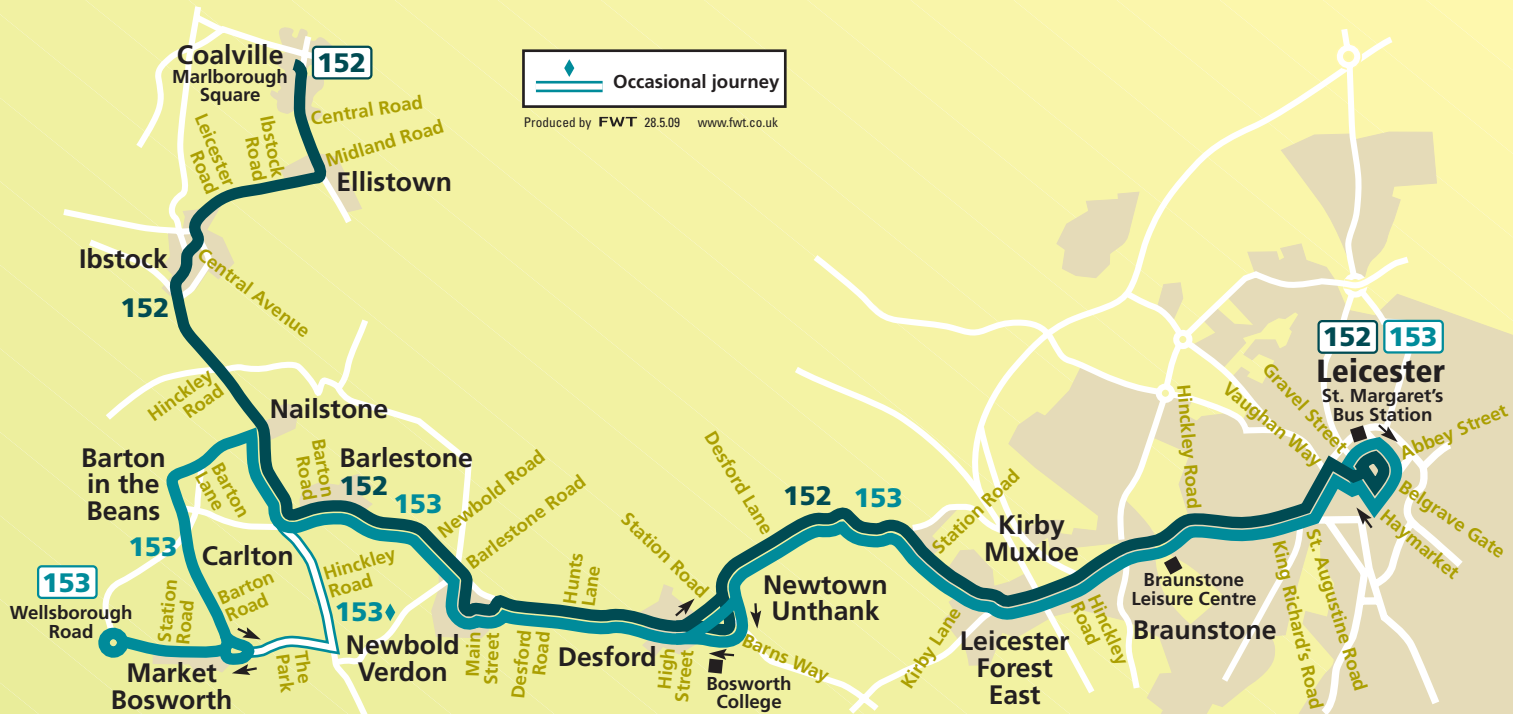 Coalville
Marlborough
Square
152
Occasional journey
Produced by FWT 28.5.09 www.fwt.co.uk
Central Road
Midland Road
Ibstock
Road
Leicester
Road
Ellistown
Ibstock
Central Avenue
152
Hinckley
Road
Nailstone
Barton
in the
Beans
Barton
Lane
Barton
Road
Barlestone
152
153
Newbold Road
Barlestone Road
153
Carlton
Hinckley
Road
153
Wellsborough
Road
Station
Road
Barton
Road
153♦
The
Park
Market
Bosworth
Newbold
Verdon
Main
Street
Desford
Road
Hunts
Lane
Desford
Station Road
High
Street
Desford Lane
152
153
Newtown
Unthank
Barns Way
Bosworth
College
Station Road
Kirby
Muxloe
Kirby Lane
Leicester
Forest
East
Hinckley
Road
Hinckley Road
Braunstone
Leisure Centre
Braunstone
King Richard's Road
St. Augustine Road
152
153
Leicester
St. Margaret's
Bus Station
Gravel Street
Vaughan Way
Abbey Street
Belgrave Gate
Haymarket